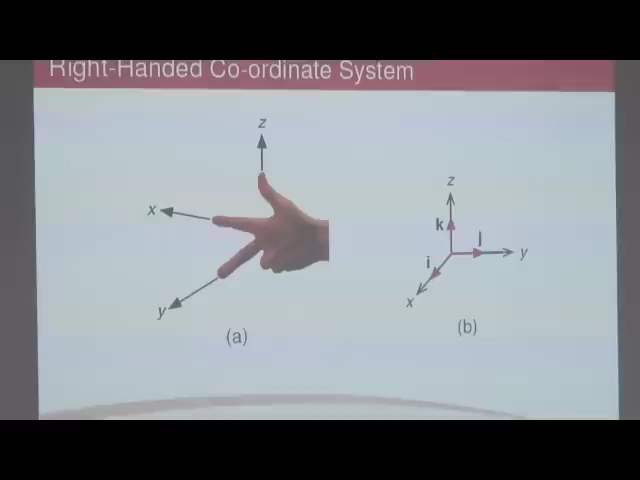 Right-Handed Co-ordinate System
z
x
y
(a)
z
k
j
i
y
x
(b)